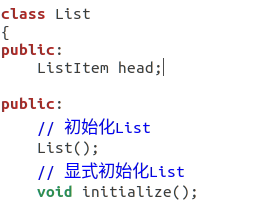 class List
{
public:
    ListItem head;

public:
    // 初始化List
    List();
    // 显式初始化List
    void initialize();